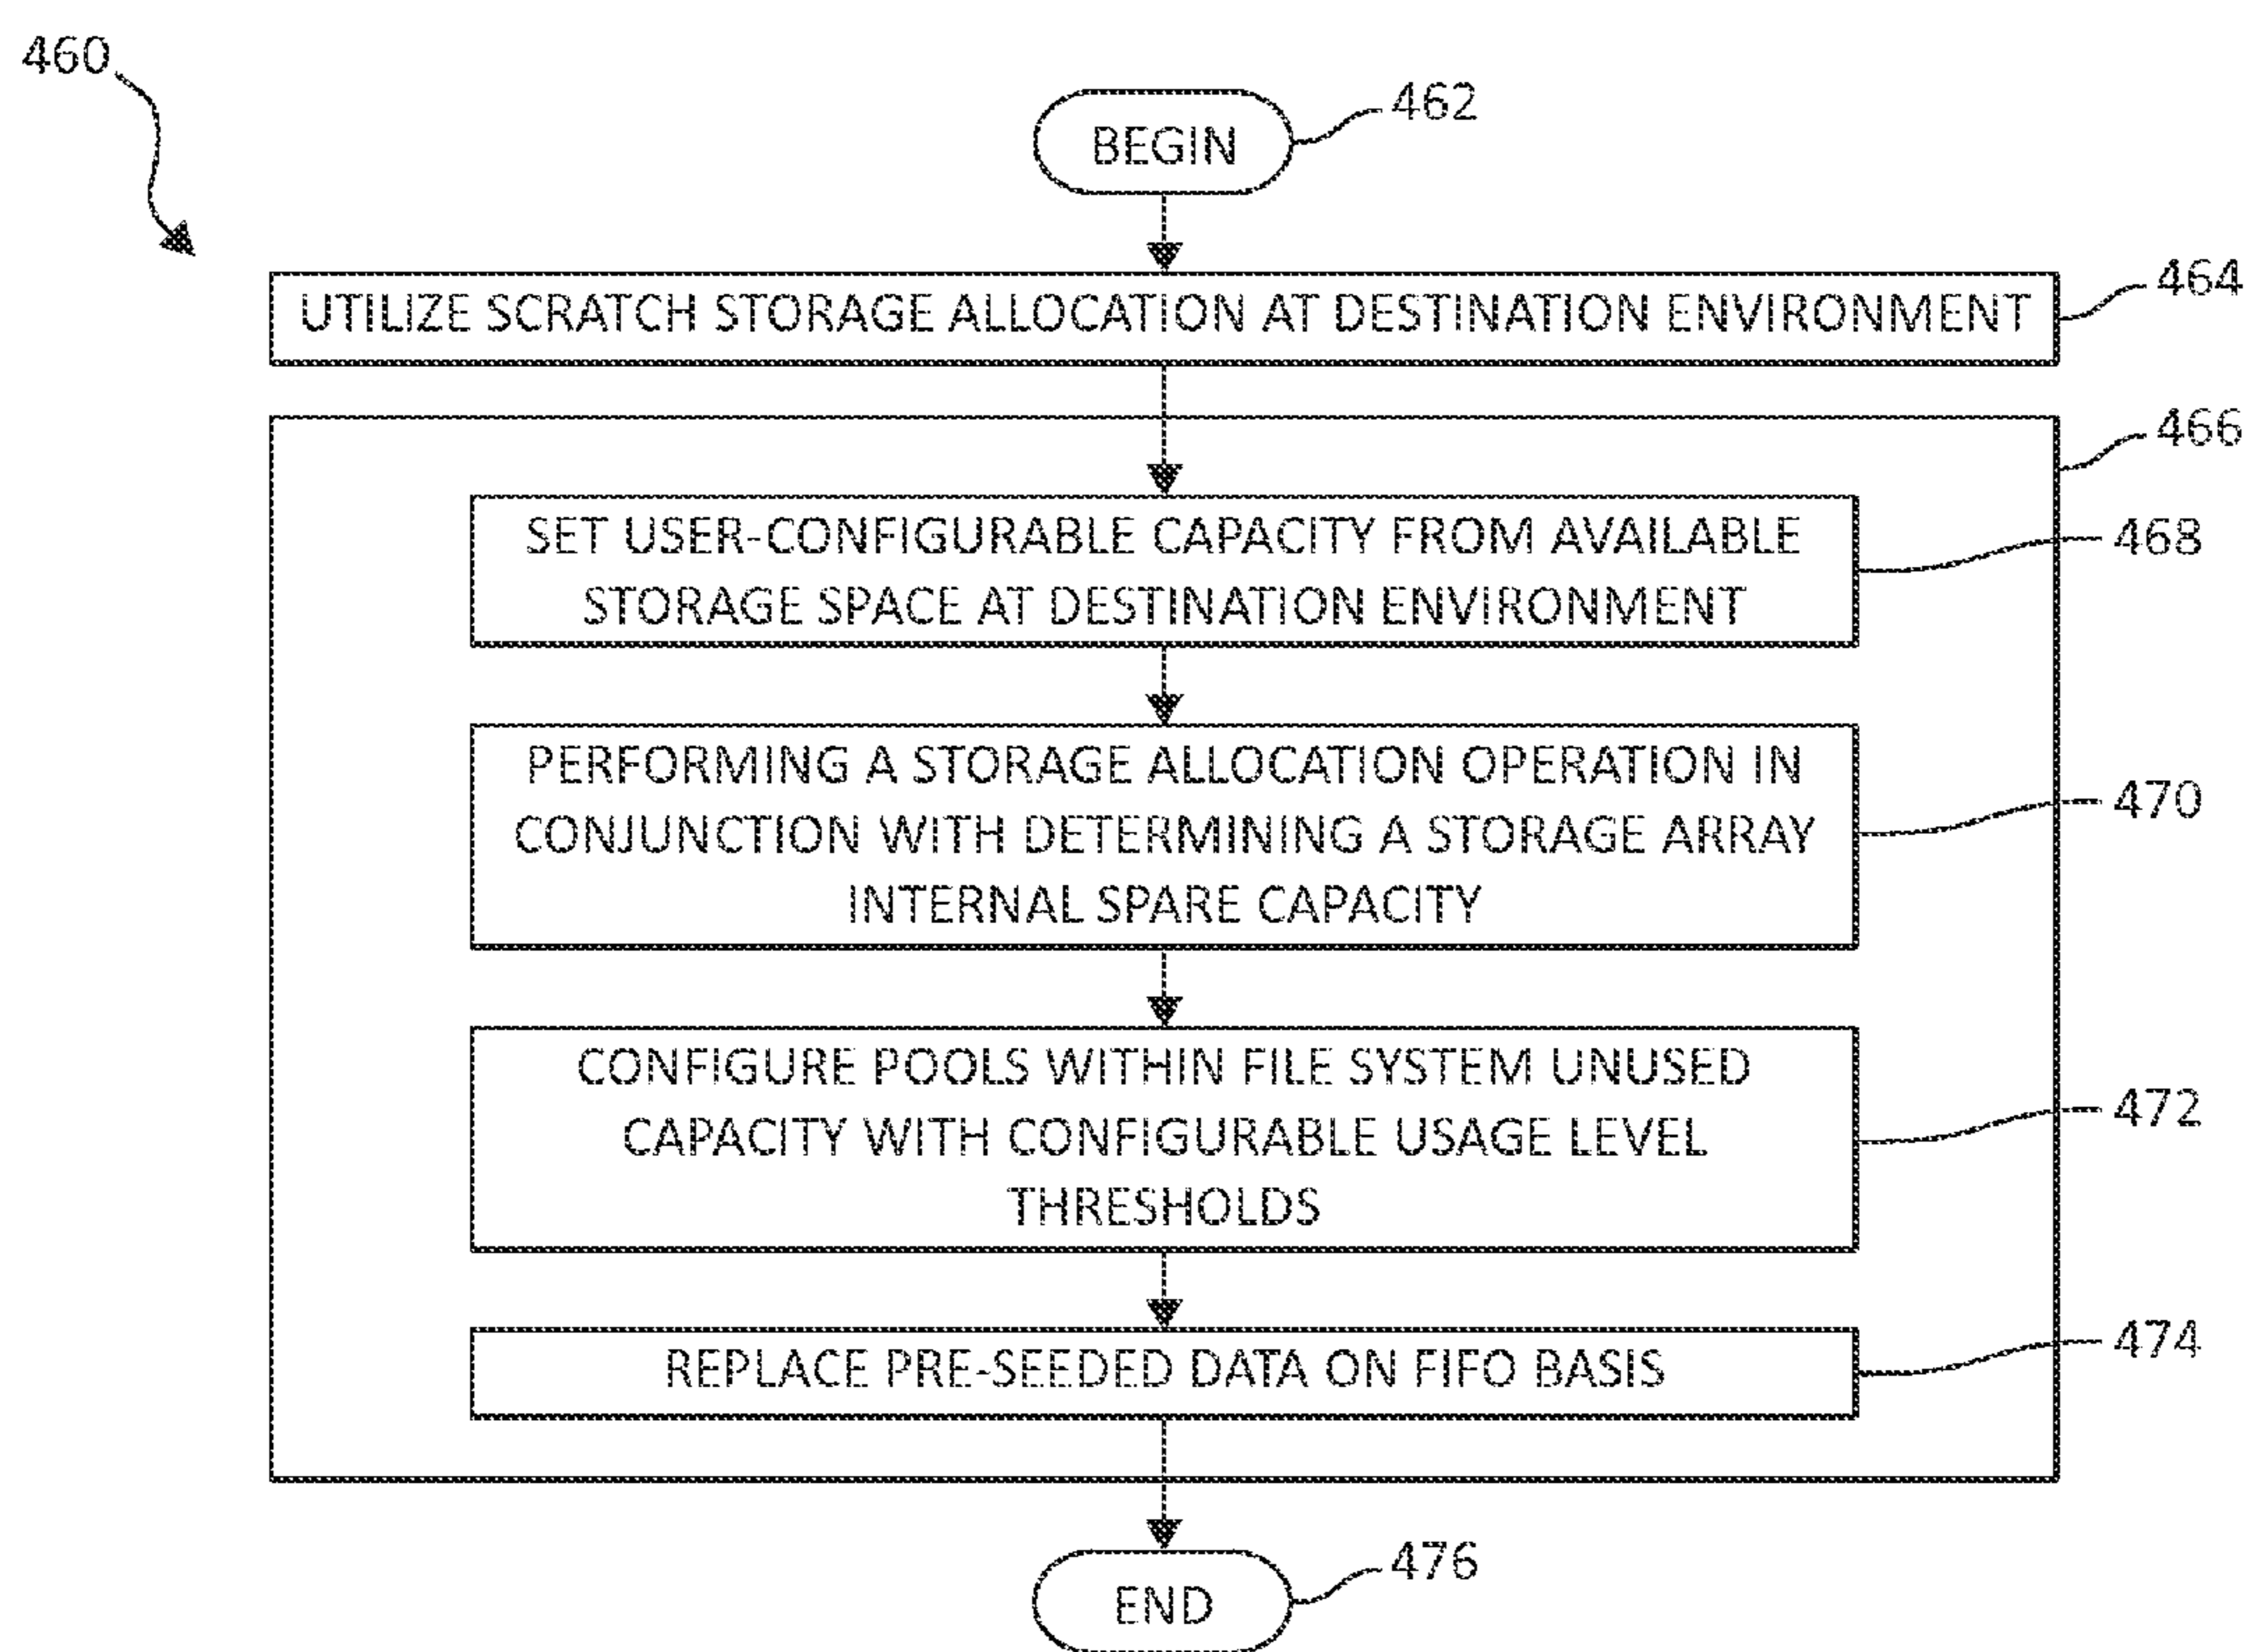 460
BEGIN
462
UTILIZE SCRATCH STORAGE ALLOCATION AT DESTINATION ENVIRONMENT
464
466
SET USER-CONFIGURABLE CAPACITY FROM AVAILABLE
STORAGE SPACE AT DESTINATION ENVIRONMENT
468
PERFORMING A STORAGE ALLOCATION OPERATION IN
CONJUNCTION WITH DETERMINING A STORAGE ARRAY
INTERNAL SPARE CAPACITY
470
CONFIGURE POOLS WITHIN FILE SYSTEM UNUSED
CAPACITY WITH CONFIGURABLE USAGE LEVEL
THRESHOLDS
472
REPLACE PRE-SEEDED DATA ON FIFO BASIS
474
END
476